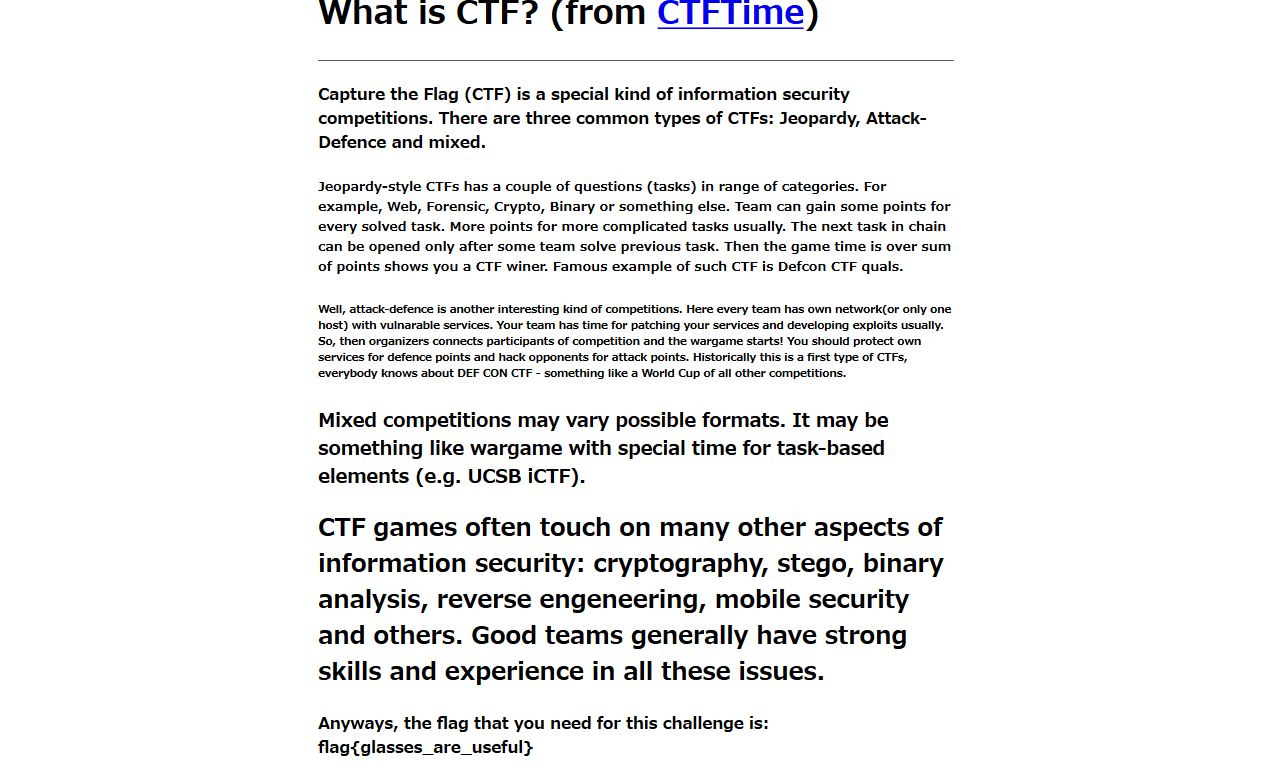 What is CTF? (from CTFTime)
Capture the Flag (CTF) is a special kind of information security
competitions. There are three common types of CTFs: Jeopardy, Attack-
Defence and mixed.
Jeopardy-style CTFs has a couple of questions (tasks) in range of categories. For
example, Web, Forensic, Crypto, Binary or something else. Team can gain some points for
every solved task. More points for more complicated tasks usually. The next task in chain
can be opened only after some team solve previous task. Then the game time is over sum
of points shows you a CTF winer. Famous example of such CTF is Defcon CTF quals.
Well, attack-defence is another interesting kind of competitions. Here every team has own network(or only one
host) with vulnarable services. Your team has time for patching your services and developing exploits usually.
So, then organizers connects participants of competition and the wargame starts! You should protect own
services for defence points and hack opponents for attack points. Historically this is a first type of CTFs,
everybody knows about DEF CON CTF - something like a World Cup of all other competitions.
Mixed competitions may vary possible formats. It may be
something like wargame with special time for task-based
elements (e.g. UCSB iCTF).
CTF games often touch on many other aspects of
information security: cryptography, stego, binary
analysis, reverse engeneering, mobile security
and others. Good teams generally have strong
skills and experience in all these issues.
Anyways, the flag that you need for this challenge is:
flag{glasses_are_useful}